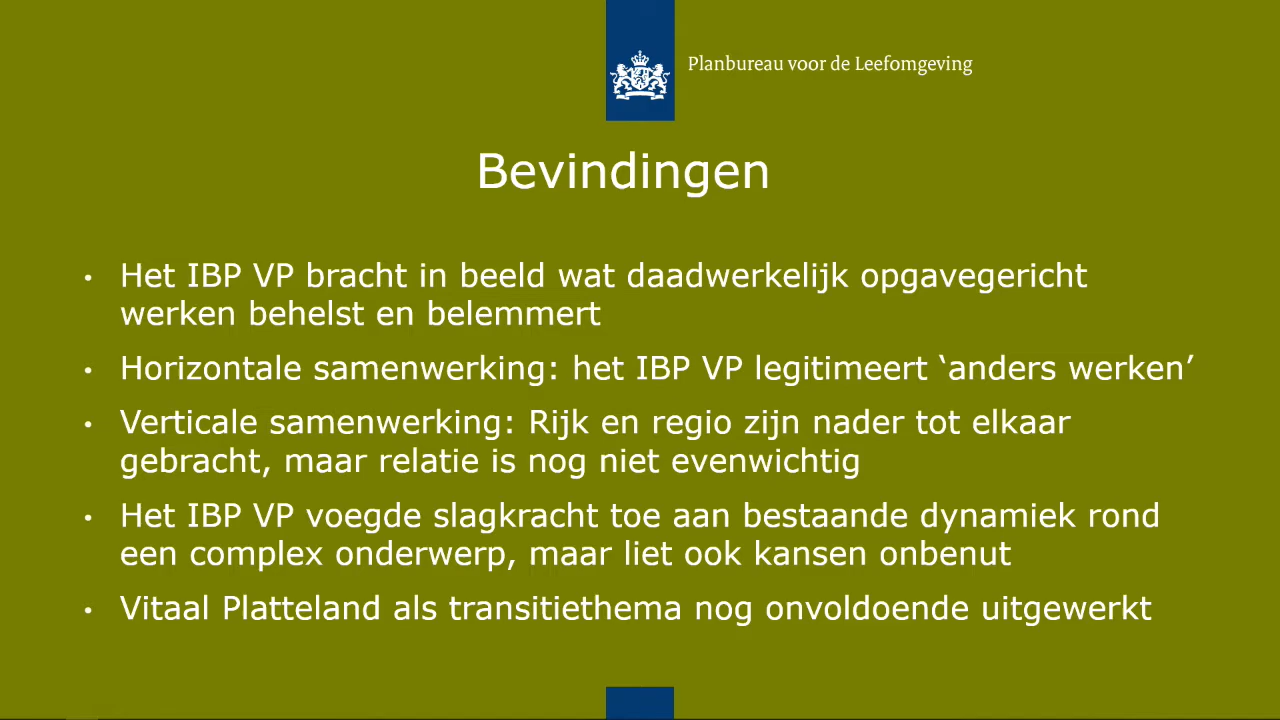 Planbureau voor de Leefomgeving
Bevindingen
• Het IBP VP bracht in beeld wat daadwerkelijk opgavegericht
werken behelst en belemmert
• Horizontale samenwerking: het IBP VP legitimeert ‘anders werken’
• Verticale samenwerking: Rijk en regio zijn nader tot elkaar
gebracht, maar relatie is nog niet evenwichtig
• Het IBP VP voegde slagkracht toe aan bestaande dynamiek rond
een complex onderwerp, maar liet ook kansen onbenut
• Vitaal Platteland als transitiethema nog onvoldoende uitgewerkt